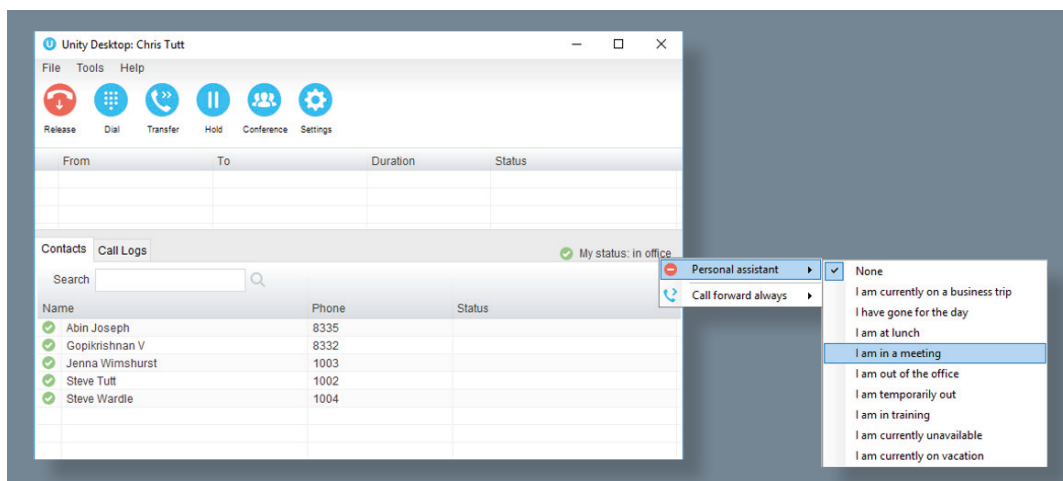 Unity Desktop: Chris Tutt
File Tools Help
Release Dial Transfer Hold Conference Settings
From To Duration Status
Contacts Call Logs My status: in office
Search
Name Phone Status
Abin Joseph 8335
Gopikrishnan V 8332
Jenna Wimshurst 1003
Steve Tutt 1002
Steve Wardle 1004
Personal assistant
Call forward always
None
I am currently on a business trip
I have gone for the day
I am at lunch
I am in a meeting
I am out of the office
I am temporarily out
I am in training
I am currently unavailable
I am currently on vacation